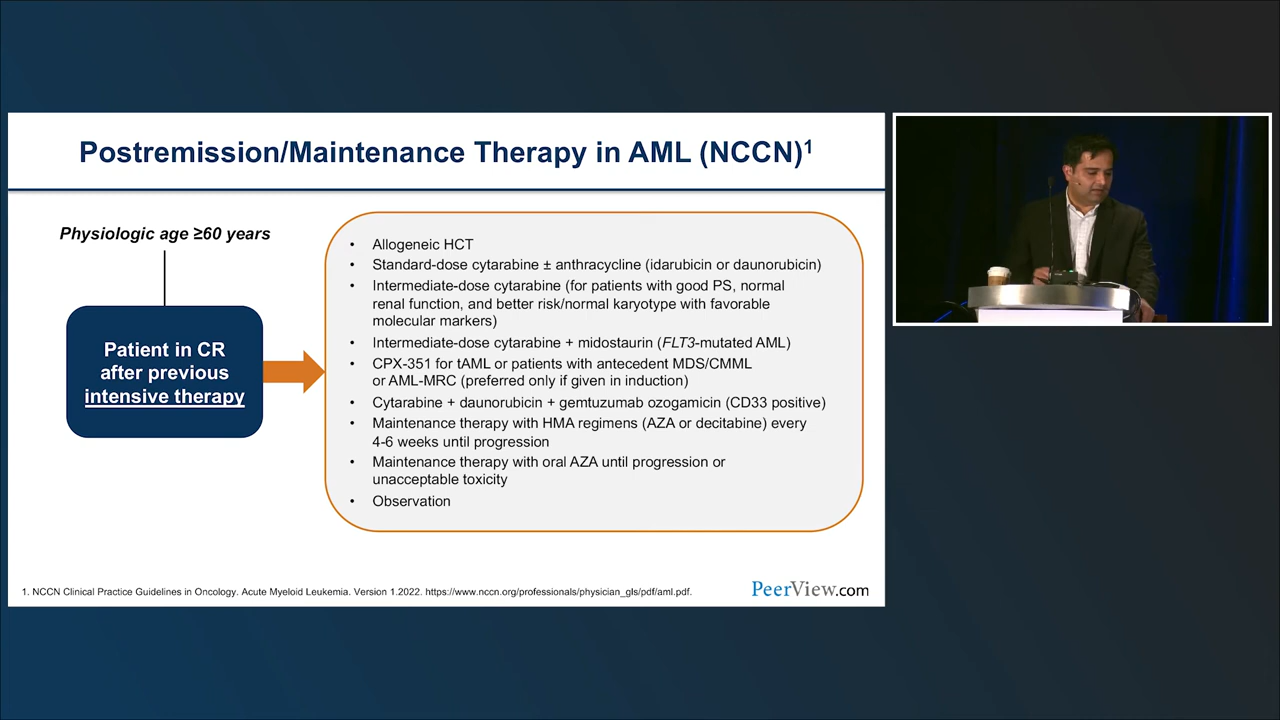 Postremission/Maintenance Therapy in AML (NCCN)1
Physiologic age ≥60 years
Patient in CR
after previous
intensive therapy
• Allogeneic HCT
• Standard-dose cytarabine ± anthracycline (idarubicin or daunorubicin)
• Intermediate-dose cytarabine (for patients with good PS, normal
renal function, and better risk/normal karyotype with favorable
molecular markers)
• Intermediate-dose cytarabine + midostaurin (FLT3-mutated AML)
• CPX-351 for tAML or patients with antecedent MDS/CMML
or AML-MRC (preferred only if given in induction)
• Cytarabine + daunorubicin + gemtuzumab ozogamicin (CD33 positive)
• Maintenance therapy with HMA regimens (AZA or decitabine) every
4-6 weeks until progression
• Maintenance therapy with oral AZA until progression or
unacceptable toxicity
• Observation
1. NCCN Clinical Practice Guidelines in Oncology. Acute Myeloid Leukemia. Version 1.2022. https://www.nccn.org/professionals/physician_gls/pdf/aml.pdf.
PeerView.com